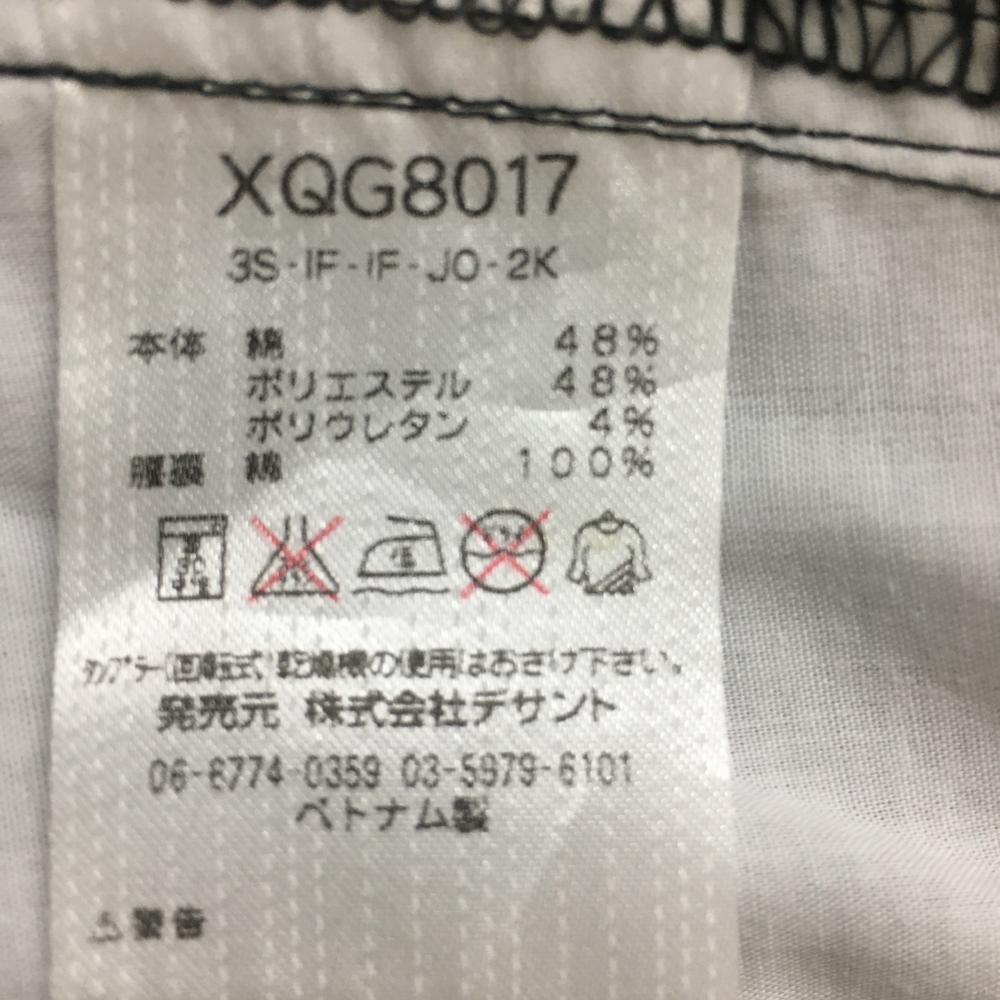 XQG8017
3S-IF-IF-JO-2K
本体 綿 48%
ポリエステル 48%
ポリウレタン 4%
腰裏 綿 100%
タンブラー(回転式)乾燥機の使用はおさけ下さい。
発売元 株式会社デサント
06-6774-0359 03-5979-6101
ベトナム製
⚠警告